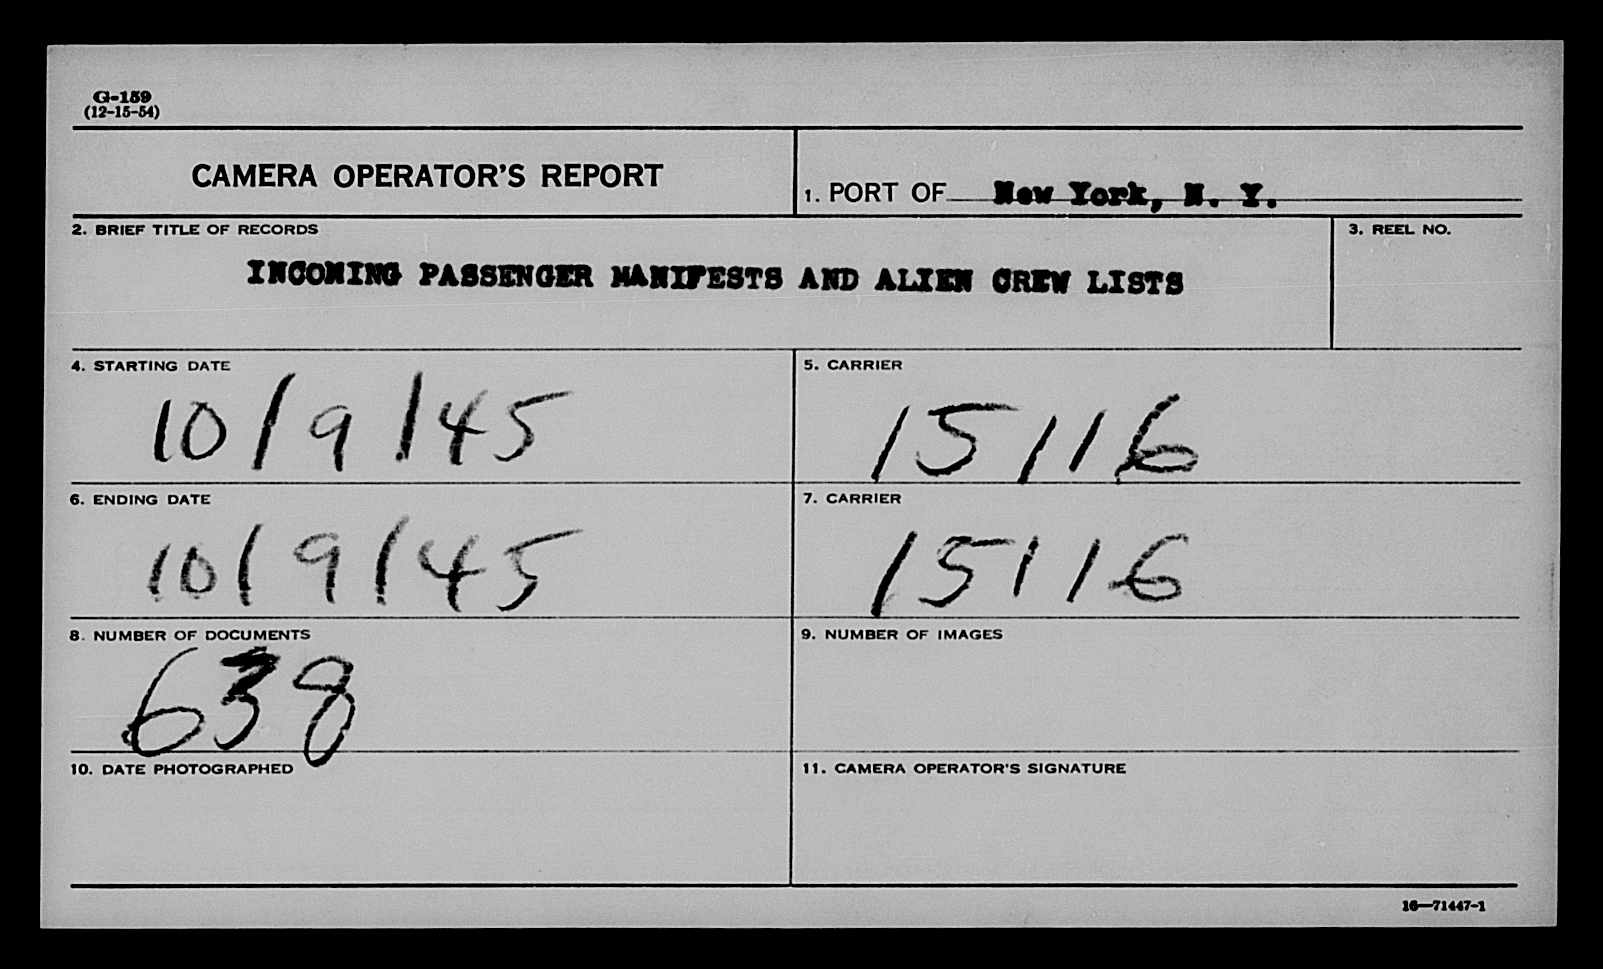 G-159
(12-15-54)
CAMERA OPERATOR'S REPORT
1. PORT OF New York, N. Y.
2. BRIEF TITLE OF RECORDS
3. REEL NO.
INCOMING PASSENGER MANIFESTS AND ALIEN CREW LISTS
4. STARTING DATE
10/9/45
5. CARRIER
15116
6. ENDING DATE
10/9/45
7. CARRIER
15116
8. NUMBER OF DOCUMENTS
638
9. NUMBER OF IMAGES
10. DATE PHOTOGRAPHED
11. CAMERA OPERATOR'S SIGNATURE
16—71447-1